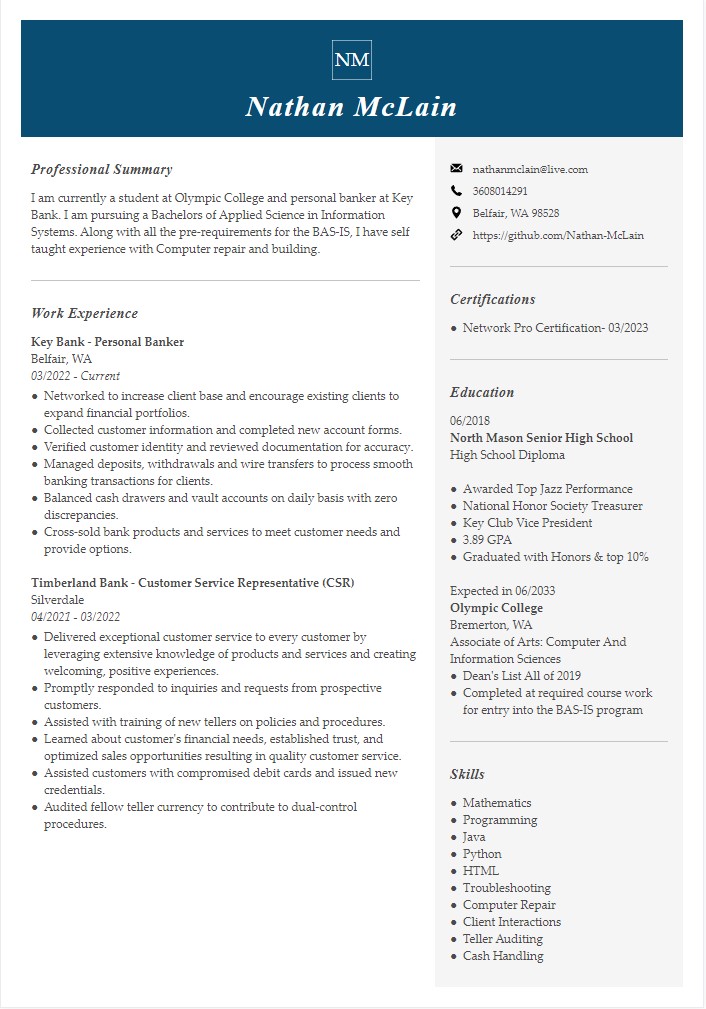 NM
Nathan McLain
Professional Summary
I am currently a student at Olympic College and personal banker at Key
Bank. I am pursuing a Bachelors of Applied Science in Information
Systems. Along with all the pre-requirements for the BAS-IS, I have self
taught experience with Computer repair and building.
Work Experience
Key Bank - Personal Banker
Belfair, WA
03/2022 - Current
● Networked to increase client base and encourage existing clients to
expand financial portfolios.
● Collected customer information and completed new account forms.
● Verified customer identity and reviewed documentation for accuracy.
● Managed deposits, withdrawals and wire transfers to process smooth
banking transactions for clients.
● Balanced cash drawers and vault accounts on daily basis with zero
discrepancies.
● Cross-sold bank products and services to meet customer needs and
provide options.
Timberland Bank - Customer Service Representative (CSR)
Silverdale
04/2021 - 03/2022
● Delivered exceptional customer service to every customer by
leveraging extensive knowledge of products and services and creating
welcoming, positive experiences.
● Promptly responded to inquiries and requests from prospective
customers.
● Assisted with training of new tellers on policies and procedures.
● Learned about customer's financial needs, established trust, and
optimized sales opportunities resulting in quality customer service.
● Assisted customers with compromised debit cards and issued new
credentials.
● Audited fellow teller currency to contribute to dual-control
procedures.
nathanmclain@live.com
3608014291
Belfair, WA 98528
https://github.com/Nathan-McLain
Certifications
● Network Pro Certification- 03/2023
Education
06/2018
North Mason Senior High School
High School Diploma
● Awarded Top Jazz Performance
● National Honor Society Treasurer
● Key Club Vice President
● 3.89 GPA
● Graduated with Honors & top 10%
Expected in 06/2033
Olympic College
Bremerton, WA
Associate of Arts: Computer And
Information Sciences
● Dean's List All of 2019
● Completed at required course work
for entry into the BAS-IS program
Skills
● Mathematics
● Programming
● Java
● Python
● HTML
● Troubleshooting
● Computer Repair
● Client Interactions
● Teller Auditing
● Cash Handling